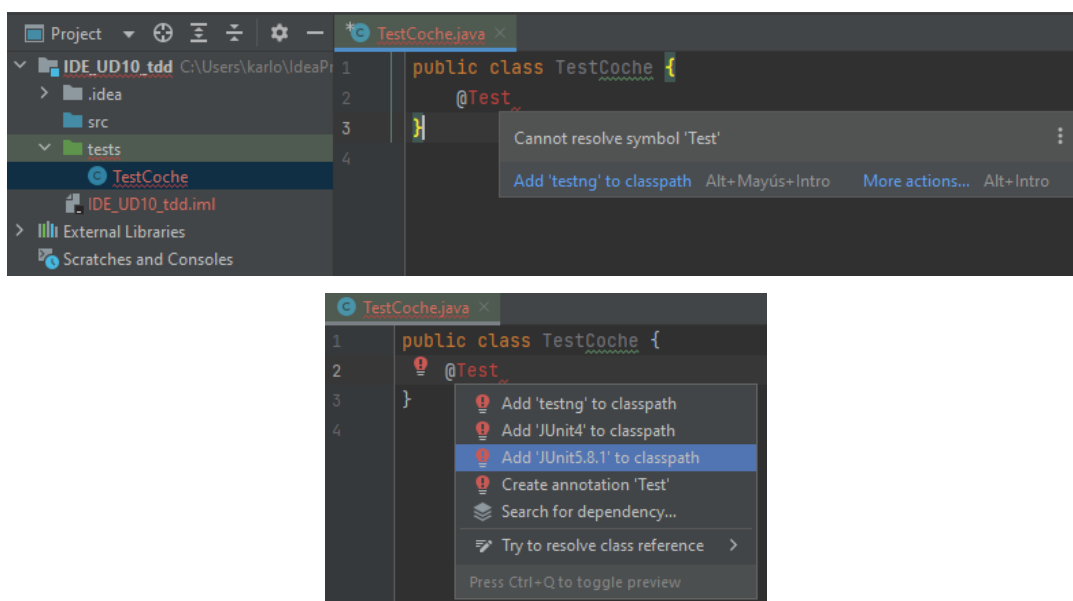 Project
TestCoche.java
IDE_UD10_tdd C:\Users\karlo\IdeaPr
.idea
src
tests
TestCoche
IDE_UD10_tdd.iml
External Libraries
Scratches and Consoles
1 public class TestCoche {
2 @Test
3 }
4
Cannot resolve symbol 'Test'
Add 'testng' to classpath Alt+Mayús+Intro More actions... Alt+Intro
TestCoche.java
1 public class TestCoche {
2 @Test
3 }
4
Add 'testng' to classpath
Add 'JUnit4' to classpath
Add 'JUnit5.8.1' to classpath
Create annotation 'Test'
Search for dependency...
Try to resolve class reference
Press Ctrl+Q to toggle preview